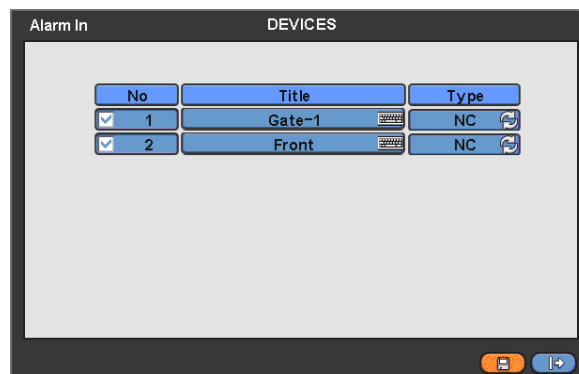 Alarm In DEVICES
No Title Type
1 Gate-1 NC
2 Front NC